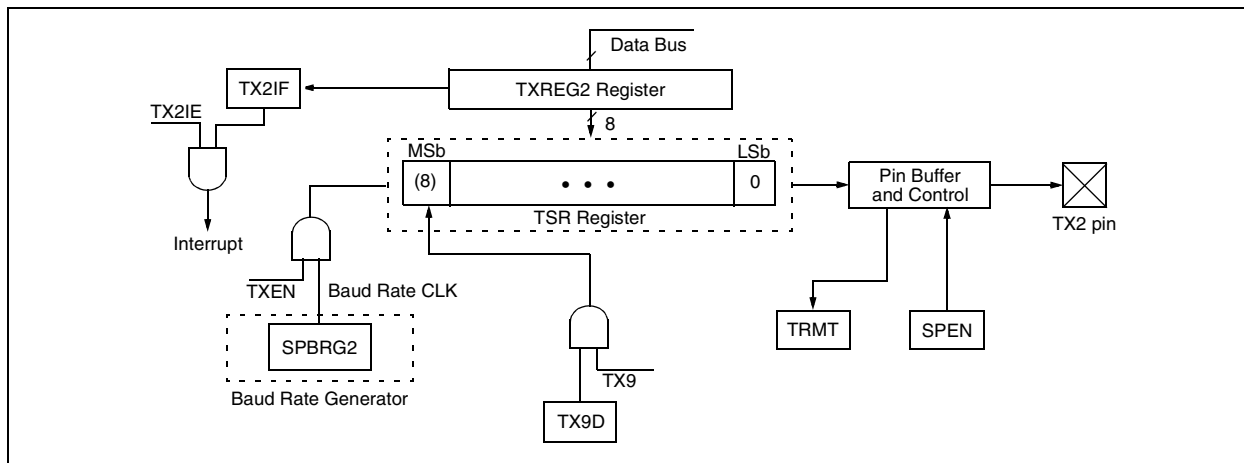 Data Bus
TXREG2 Register
TX2IF
TX2IE
8
MSb
LSb
(8)
• • •
0
TSR Register
Pin Buffer
and Control
TX2 pin
Interrupt
TXEN
Baud Rate CLK
SPBRG2
Baud Rate Generator
TRMT
SPEN
TX9
TX9D